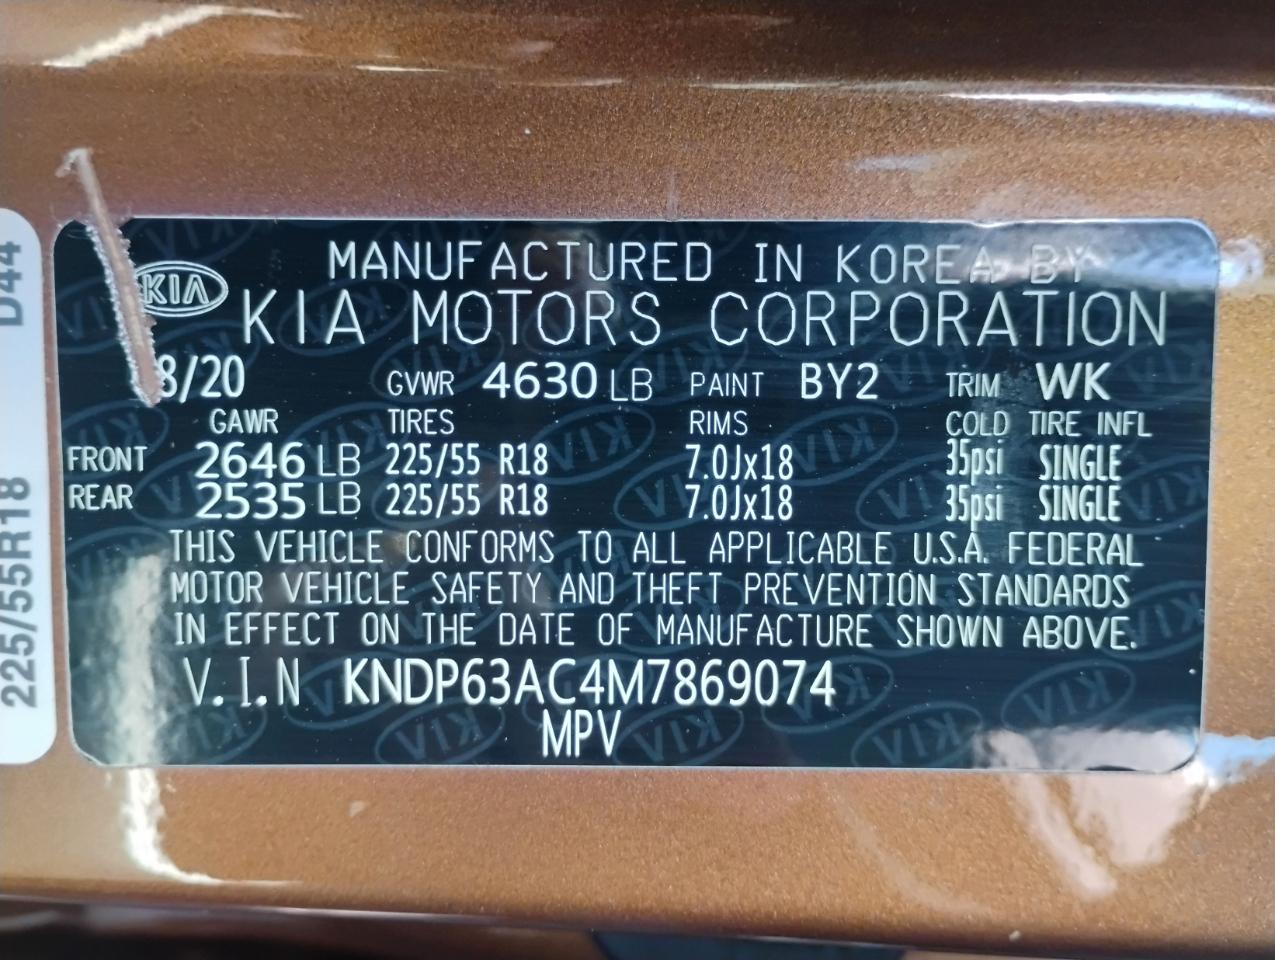 KIA
MANUFACTURED IN KOREA BY
KIA MOTORS CORPORATION
8/20 GVWR 4630 LB PAINT BY2 TRIM WK
GAWR TIRES RIMS COLD TIRE INFL
FRONT 2646 LB 225/55 R18 7.0Jx18 35psi SINGLE
REAR 2535 LB 225/55 R18 7.0Jx18 35psi SINGLE
THIS VEHICLE CONFORMS TO ALL APPLICABLE U.S.A. FEDERAL
MOTOR VEHICLE SAFETY AND THEFT PREVENTION STANDARDS
IN EFFECT ON THE DATE OF MANUFACTURE SHOWN ABOVE.
V.I.N KNDP63AC4M7869074
MPV
225/55R18 D44